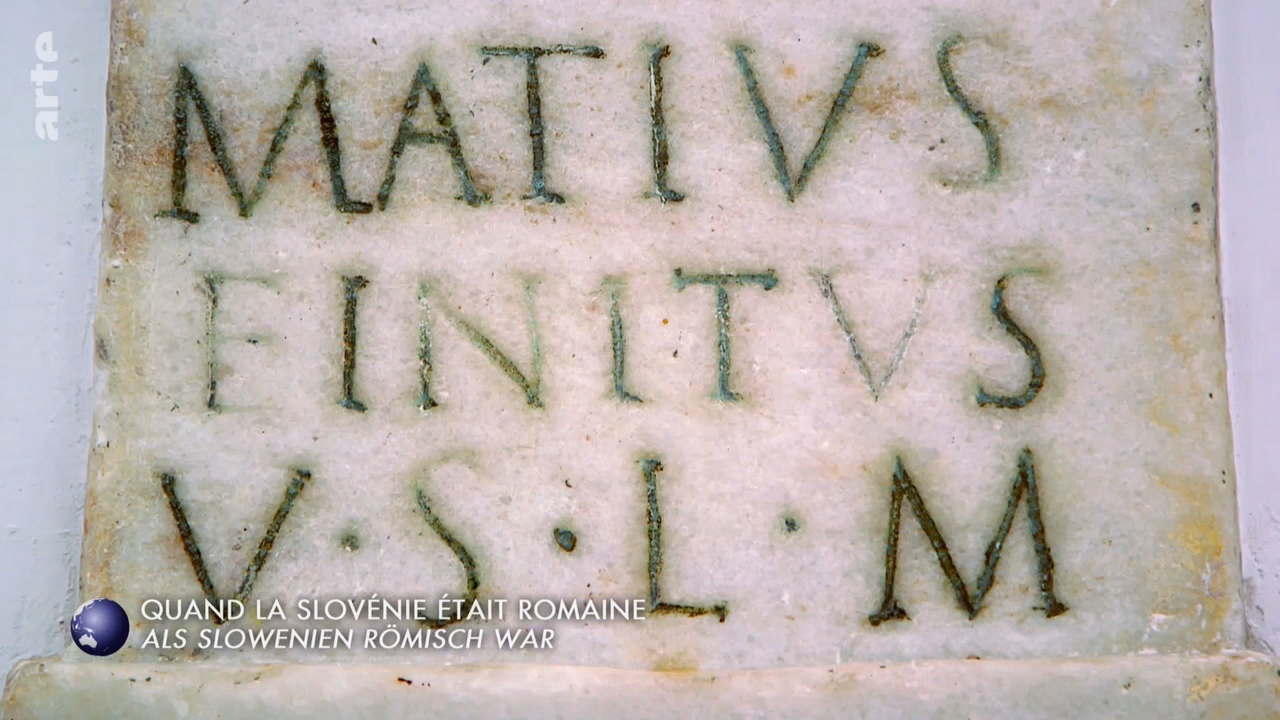 arte
MATIVS
FINITVS
V · S · L · M
QUAND LA SLOVÉNIE ÉTAIT ROMAINE
ALS SLOWENIEN RÖMISCH WAR